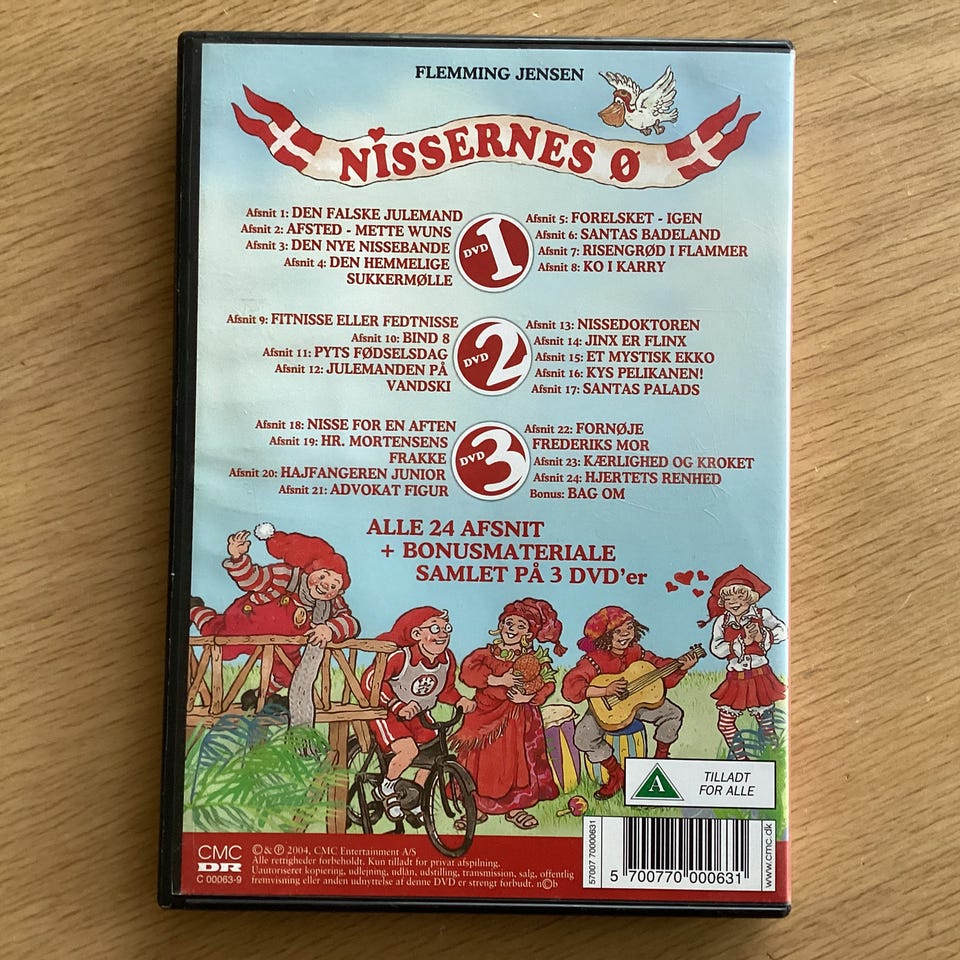 FLEMMING JENSEN
NISSERNES Ø
Afsnit 1: DEN FALSKE JULEMAND
Afsnit 2: AFSTED - METTE WUNS
Afsnit 3: DEN NYE NISSEBANDE
Afsnit 4: DEN HEMMELIGE
SUKKERMØLLE
DVD 1
Afsnit 5: FORELSKET - IGEN
Afsnit 6: SANTAS BADELAND
Afsnit 7: RISENGRØD I FLAMMER
Afsnit 8: KO I KARRY
Afsnit 9: FITNISSE ELLER FEDTNISSE
Afsnit 10: BIND 8
Afsnit 11: PYTS FØDSELSDAG
Afsnit 12: JULEMANDEN PÅ
VANDSKI
DVD 2
Afsnit 13: NISSEDOKTOREN
Afsnit 14: JINX ER FLINX
Afsnit 15: ET MYSTISK EKKO
Afsnit 16: KYS PELIKANEN!
Afsnit 17: SANTAS PALADS
Afsnit 18: NISSE FOR EN AFTEN
Afsnit 19: HR. MORTENSENS
FRAKKE
Afsnit 20: HAJFANGEREN JUNIOR
Afsnit 21: ADVOKAT FIGUR
DVD 3
Afsnit 22: FORNØJE
FREDERIKS MOR
Afsnit 23: KÆRLIGHED OG KROKET
Afsnit 24: HJERTETS RENHED
Bonus: BAG OM
ALLE 24 AFSNIT
+ BONUSMATERIALE
SAMLET PÅ 3 DVD'er
A
TILLADT
FOR ALLE
CMC
DR
C 00063-9
© & ℗ 2004, CMC Entertainment A/S
Alle rettigheder forbeholdt. Kun tilladt for privat afspilning.
Uautoriseret kopiering, udlejning, udlån, udstilling, transmission, salg, offentlig
fremvisning eller anden udnyttelse af denne DVD er strengt forbudt. n©b
57007 70000631
5 700770 000631
www.cmc.dk